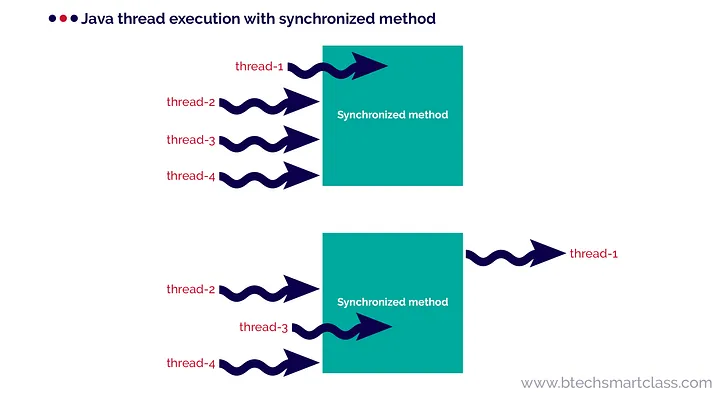 Java thread execution with synchronized method
thread-1
thread-2
thread-3
thread-4
Synchronized method
thread-1
thread-2
thread-3
thread-4
Synchronized method
www.btechsmartclass.com